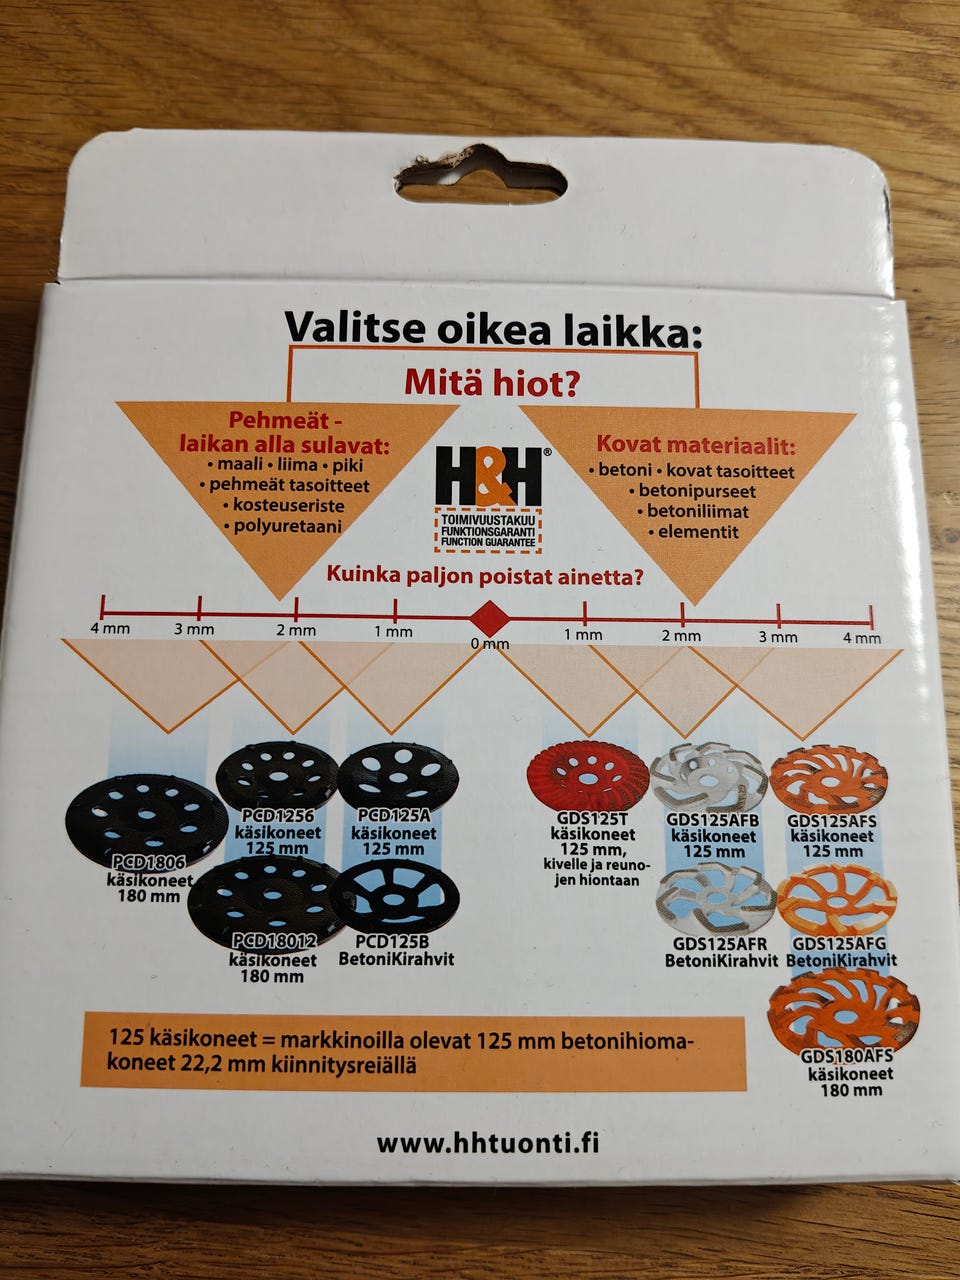 Valitse oikea laikka:
Mitä hiot?
Pehmeät -
laikan alla sulavat:
• maali • liima • piki
• pehmeät tasoitteet
• kosteuseriste
• polyuretaani
H&H®
TOIMIVUUSTAKUU
FUNKTIONSGARANTI
FUNCTION GUARANTEE
Kovat materiaalit:
• betoni • kovat tasoitteet
• betonipurseet
• betoniliimat
• elementit
Kuinka paljon poistat ainetta?
4 mm 3 mm 2 mm 1 mm 0 mm 1 mm 2 mm 3 mm 4 mm
PCD1806
käsikoneet
180 mm
PCD1256
käsikoneet
125 mm
PCD18012
käsikoneet
180 mm
PCD125A
käsikoneet
125 mm
PCD125B
BetoniKirahvit
GDS125T
käsikoneet
125 mm,
kivelle ja reuno-
jen hiontaan
GDS125AFB
käsikoneet
125 mm
GDS125AFR
BetoniKirahvit
GDS125AFS
käsikoneet
125 mm
GDS125AFG
BetoniKirahvit
GDS180AFS
käsikoneet
180 mm
125 käsikoneet = markkinoilla olevat 125 mm betonihioma-
koneet 22,2 mm kiinnitysreiällä
www.hhtuonti.fi